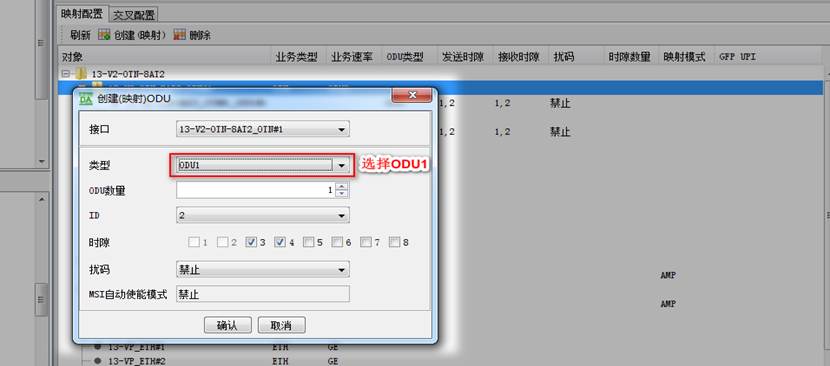 映射配置 交叉配置
刷新 创建(映射) 删除
对象 业务类型 业务速率 ODU类型 发送时隙 接收时隙 扰码 时隙数量 映射模式 GFP UPI
13-V2-OTN-8AT2
1,2 1,2 禁止
1,2 1,2 禁止
DA 创建(映射)ODU
接口 13-V2-OTN-8AT2_OTN#1
类型 ODU1 选择ODU1
ODU数量 1
ID 2
时隙 1 2 3 4 5 6 7 8
扰码 禁止
AMP
MSI自动使能模式 禁止
AMP
确认 取消
13-VP_ETH#1 ETH GE
13-VP_ETH#2 ETH GE